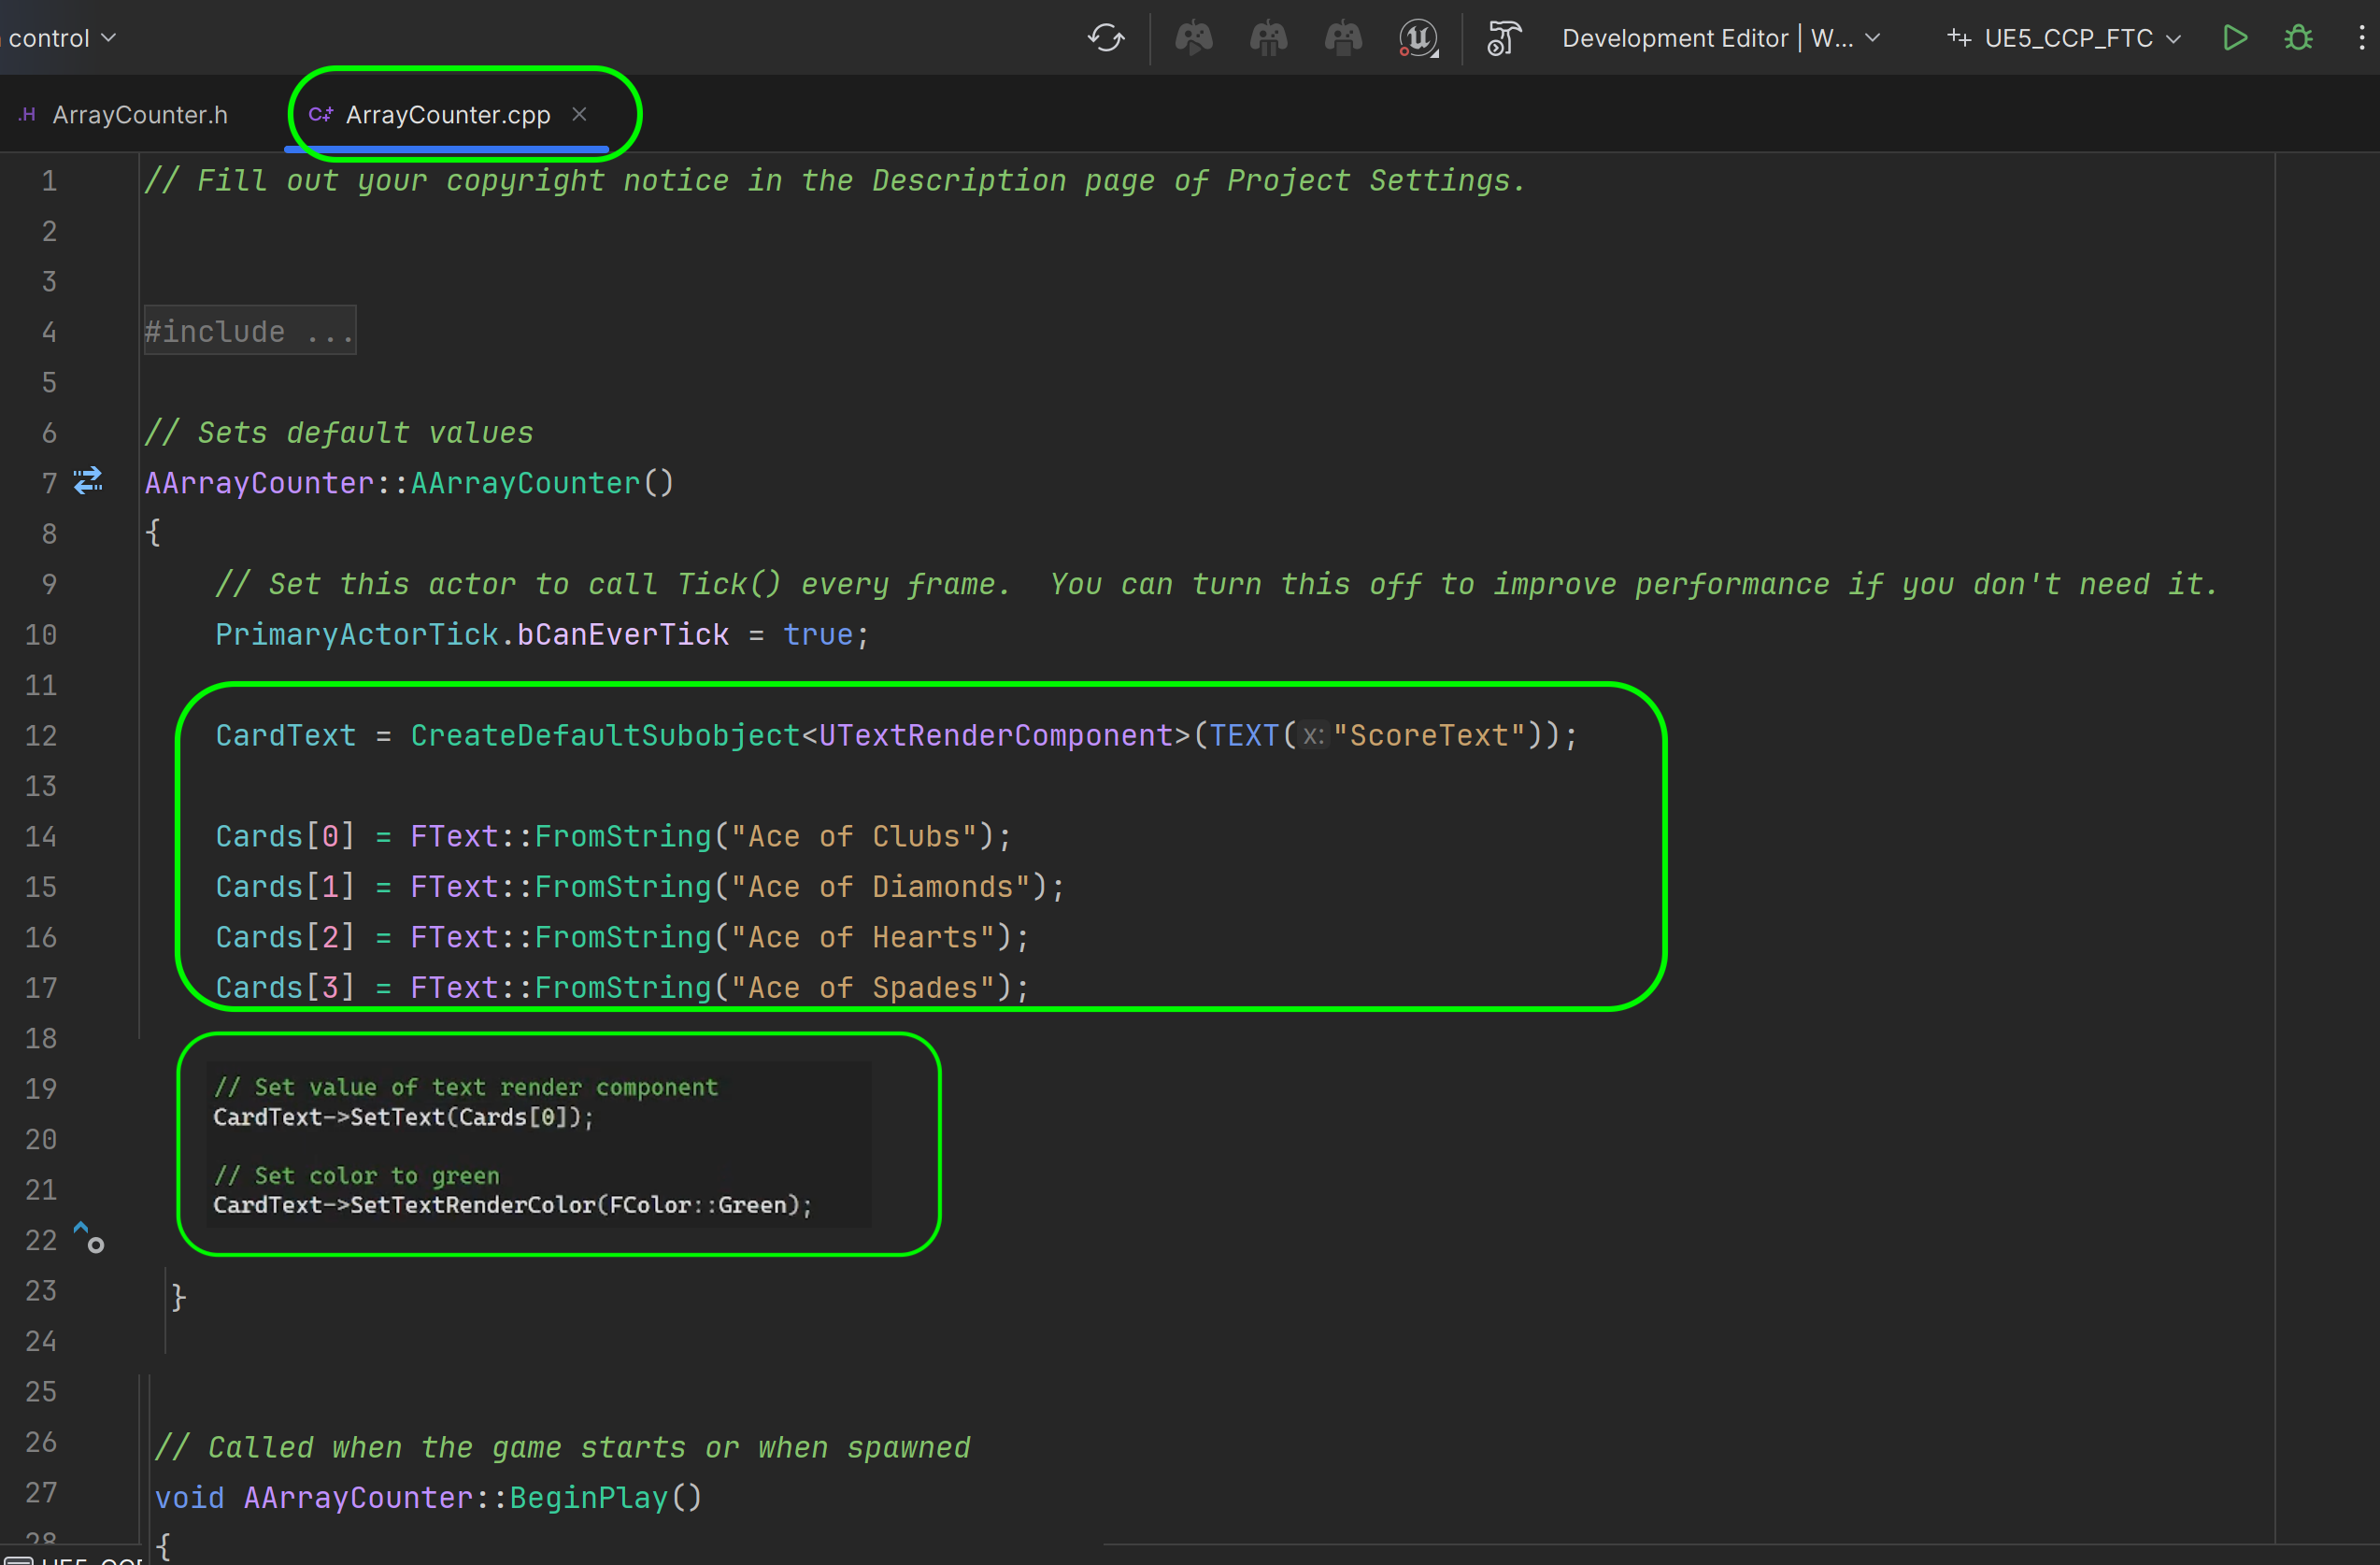 control
Development Editor | W...
UE5_CCP_FTC
.H ArrayCounter.h
C++ ArrayCounter.cpp
1 // Fill out your copyright notice in the Description page of Project Settings.
2
3
4 #include ...
5
6 // Sets default values
7 AArrayCounter::AArrayCounter()
8 {
9 // Set this actor to call Tick() every frame.  You can turn this off to improve performance if you don't need it.
10 PrimaryActorTick.bCanEverTick = true;
11
12 CardText = CreateDefaultSubobject<UTextRenderComponent>(TEXT(x:"ScoreText"));
13
14 Cards[0] = FText::FromString("Ace of Clubs");
15 Cards[1] = FText::FromString("Ace of Diamonds");
16 Cards[2] = FText::FromString("Ace of Hearts");
17 Cards[3] = FText::FromString("Ace of Spades");
18
19 // Set value of text render component
CardText->SetText(Cards[0]);
20
21 // Set color to green
CardText->SetTextRenderColor(FColor::Green);
22
23 }
24
25
26 // Called when the game starts or when spawned
27 void AArrayCounter::BeginPlay()
28 {